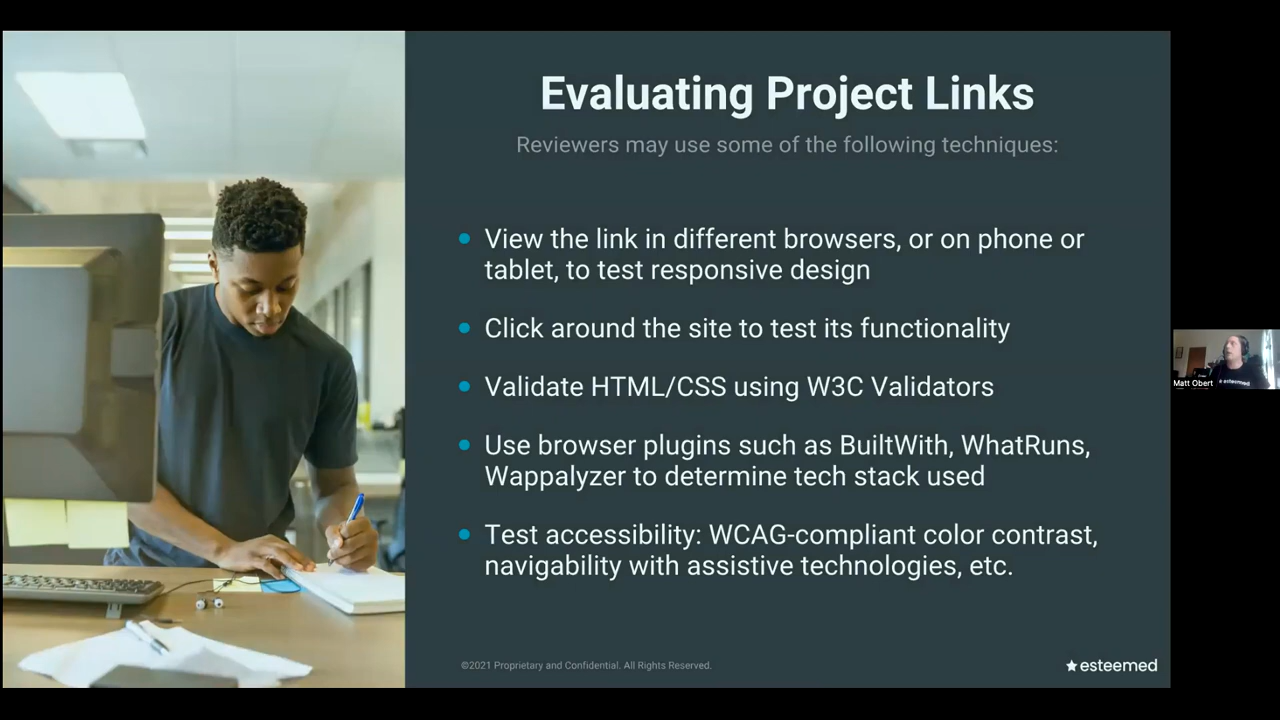 Evaluating Project Links
Reviewers may use some of the following techniques:
View the link in different browsers, or on phone or
tablet, to test responsive design
Click around the site to test its functionality
Validate HTML/CSS using W3C Validators
Use browser plugins such as BuiltWith, WhatRuns,
Wappalyzer to determine tech stack used
Test accessibility: WCAG-compliant color contrast,
navigability with assistive technologies, etc.
©2021 Proprietary and Confidential. All Rights Reserved.
esteemed
Matt Obert
esteemed